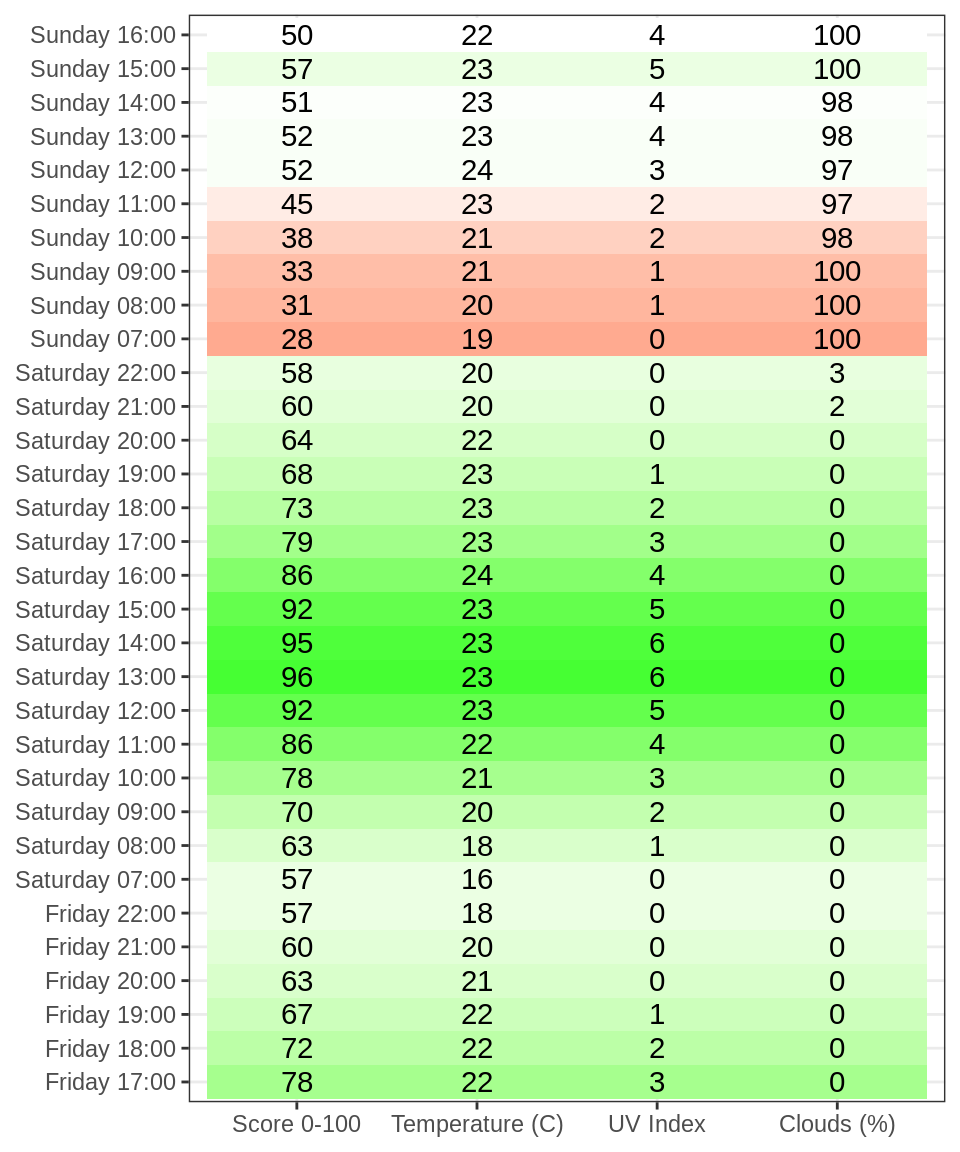 Sunday 16:00 50 22 4 100
Sunday 15:00 57 23 5 100
Sunday 14:00 51 23 4 98
Sunday 13:00 52 23 4 98
Sunday 12:00 52 24 3 97
Sunday 11:00 45 23 2 97
Sunday 10:00 38 21 2 98
Sunday 09:00 33 21 1 100
Sunday 08:00 31 20 1 100
Sunday 07:00 28 19 0 100
Saturday 22:00 58 20 0 3
Saturday 21:00 60 20 0 2
Saturday 20:00 64 22 0 0
Saturday 19:00 68 23 1 0
Saturday 18:00 73 23 2 0
Saturday 17:00 79 23 3 0
Saturday 16:00 86 24 4 0
Saturday 15:00 92 23 5 0
Saturday 14:00 95 23 6 0
Saturday 13:00 96 23 6 0
Saturday 12:00 92 23 5 0
Saturday 11:00 86 22 4 0
Saturday 10:00 78 21 3 0
Saturday 09:00 70 20 2 0
Saturday 08:00 63 18 1 0
Saturday 07:00 57 16 0 0
Friday 22:00 57 18 0 0
Friday 21:00 60 20 0 0
Friday 20:00 63 21 0 0
Friday 19:00 67 22 1 0
Friday 18:00 72 22 2 0
Friday 17:00 78 22 3 0
Score 0-100 Temperature (C) UV Index Clouds (%)